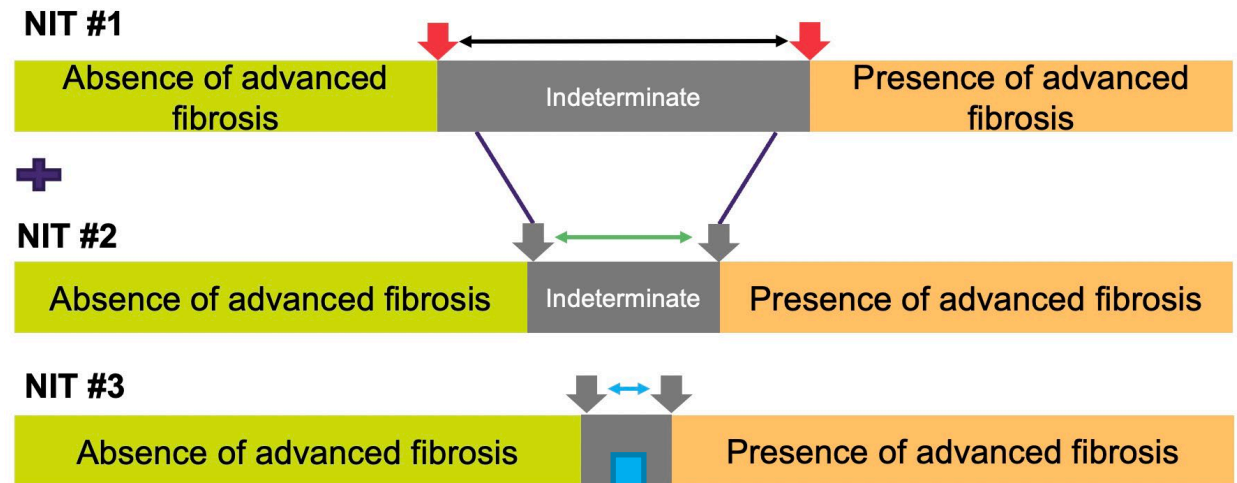 NIT #1
Absence of advanced
fibrosis
Indeterminate
Presence of advanced
fibrosis
NIT #2
Absence of advanced fibrosis
Indeterminate
Presence of advanced fibrosis
NIT #3
Absence of advanced fibrosis
Presence of advanced fibrosis